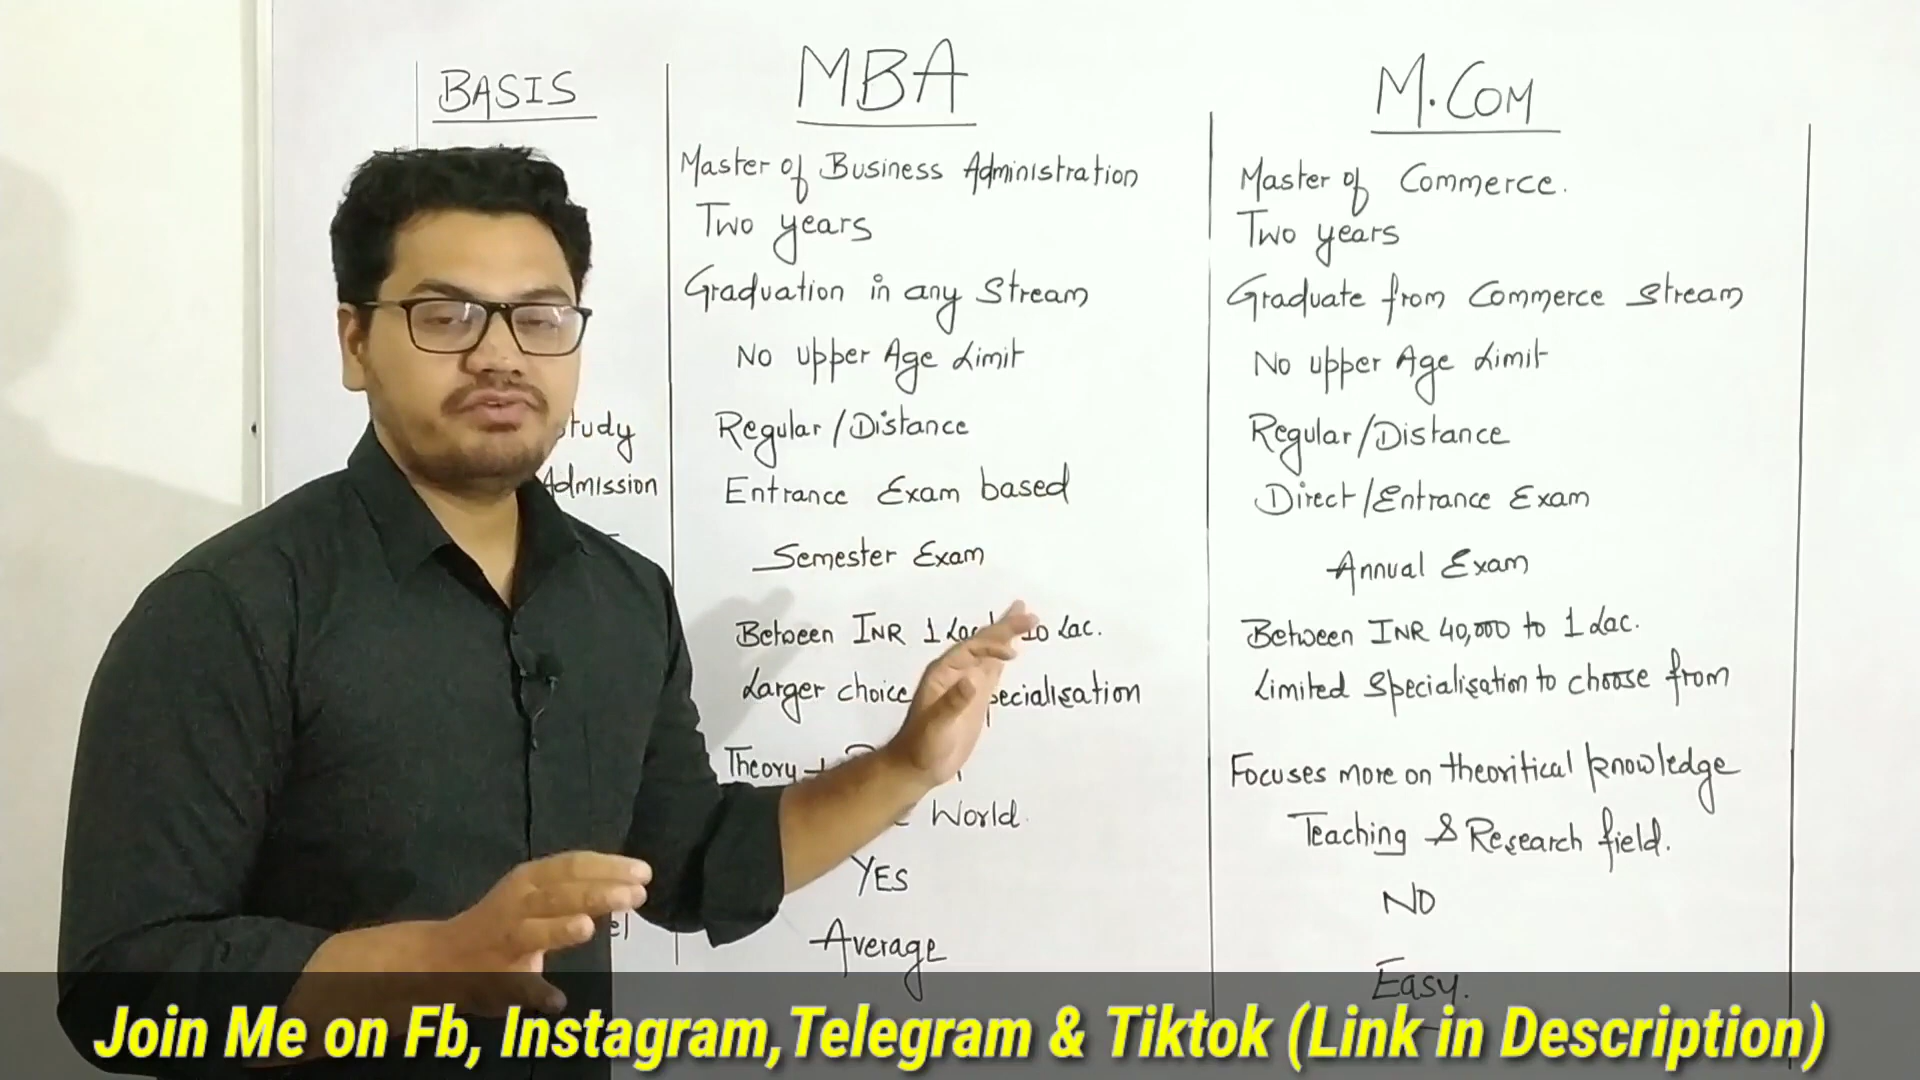 BASIS
MBA
M.COM
Master of Business Administration
Master of Commerce.
Two years
Two years
Graduation in any Stream
Graduate from Commerce Stream
No upper Age Limit
No upper Age Limit
Study
Regular/Distance
Regular/Distance
Admission
Entrance Exam based
Direct/Entrance Exam
Semester Exam
Annual Exam
Between INR 1 10 Lac.
Between INR 40,000 to 1 Lac.
Larger choice specialisation
Limited Specialisation to choose from
Theory +
Focuses more on theoritical knowledge
World.
Teaching & Research field.
YES
NO
Average
Easy.
Join Me on Fb, Instagram,Telegram & Tiktok (Link in Description)